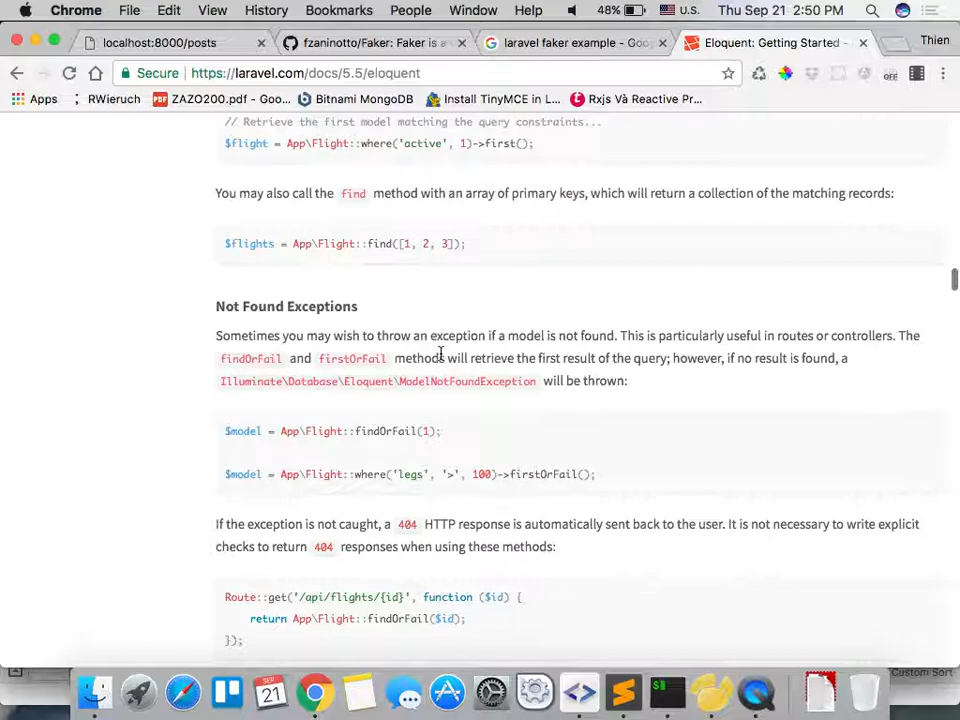 Chrome File Edit View History Bookmarks People Window Help 48% U.S. Thu Sep 21 2:50 PM
localhost:8000/posts
fzaninotto/Faker: Faker is a
laravel faker example - Goo
Eloquent: Getting Started -
Thien
Secure https://laravel.com/docs/5.5/eloquent
OFF
Apps RWieruch ZAZO200.pdf - Goo... Bitnami MongoDB Install TinyMCE in L... Rxjs Và Reactive Pr...
// Retrieve the first model matching the query constraints...
$flight = App\Flight::where('active', 1)->first();
You may also call the find method with an array of primary keys, which will return a collection of the matching records:
$flights = App\Flight::find([1, 2, 3]);
Not Found Exceptions
Sometimes you may wish to throw an exception if a model is not found. This is particularly useful in routes or controllers. The
findOrFail and firstOrFail methods will retrieve the first result of the query; however, if no result is found, a
Illuminate\Database\Eloquent\ModelNotFoundException will be thrown:
$model = App\Flight::findOrFail(1);
$model = App\Flight::where('legs', '>', 100)->firstOrFail();
If the exception is not caught, a 404 HTTP response is automatically sent back to the user. It is not necessary to write explicit
checks to return 404 responses when using these methods:
Route::get('/api/flights/{id}', function ($id) {
return App\Flight::findOrFail($id);
});
Custom Sort
SEP
21